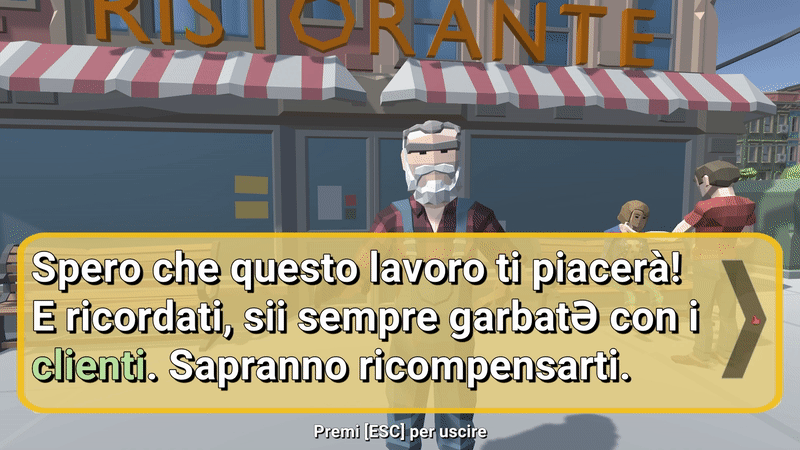 RISTORANTE
Spero che questo lavoro ti piacerà!
E ricordati, sii sempre garbatƏ con i
clienti. Sapranno ricompensarti.
Premi [ESC] per uscire